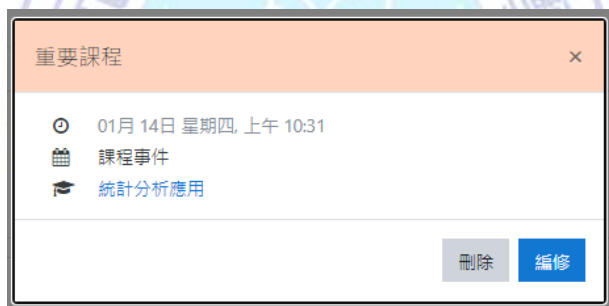 重要課程 ×
01月 14日 星期四, 上午 10:31
課程事件
統計分析應用
刪除 編修